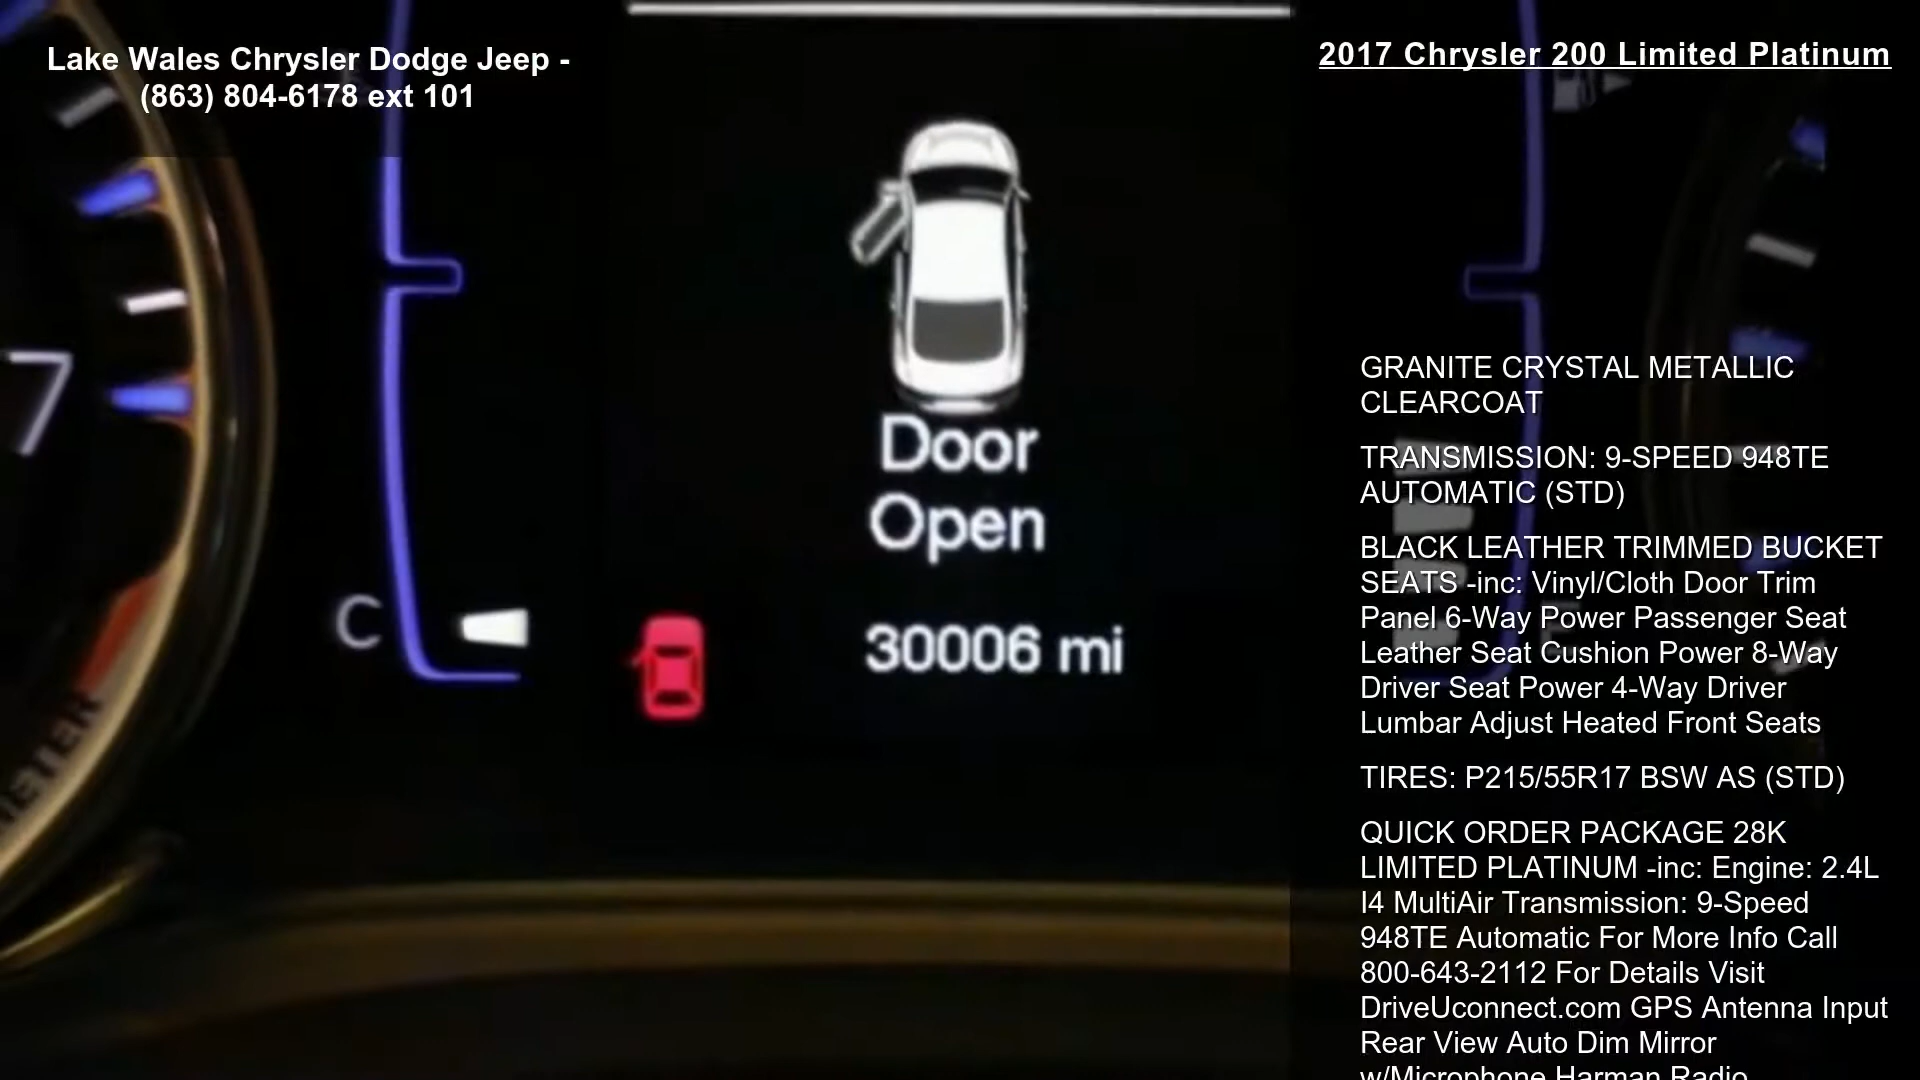 Lake Wales Chrysler Dodge Jeep -
(863) 804-6178 ext 101
2017 Chrysler 200 Limited Platinum
7
C
Door
Open
30006 mi
GRANITE CRYSTAL METALLIC
CLEARCOAT
TRANSMISSION: 9-SPEED 948TE
AUTOMATIC (STD)
BLACK LEATHER TRIMMED BUCKET
SEATS -inc: Vinyl/Cloth Door Trim
Panel 6-Way Power Passenger Seat
Leather Seat Cushion Power 8-Way
Driver Seat Power 4-Way Driver
Lumbar Adjust Heated Front Seats
TIRES: P215/55R17 BSW AS (STD)
QUICK ORDER PACKAGE 28K
LIMITED PLATINUM -inc: Engine: 2.4L
I4 MultiAir Transmission: 9-Speed
948TE Automatic For More Info Call
800-643-2112 For Details Visit
DriveUconnect.com GPS Antenna Input
Rear View Auto Dim Mirror
w/Microphone Harman Radio